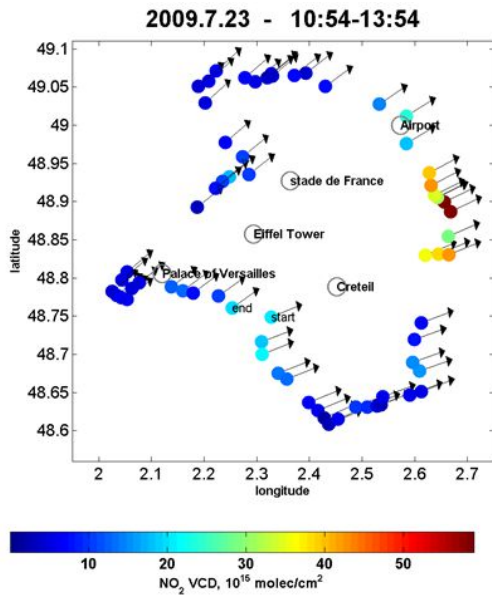 2009.7.23 - 10:54-13:54
49.1
49.05
49
48.95
48.9
48.85
48.8
48.75
48.7
48.65
48.6
latitude
Airport
stade de France
Eiffel Tower
Palace of Versailles
Creteil
end
start
2 2.1 2.2 2.3 2.4 2.5 2.6 2.7
longitude
10 20 30 40 50
NO2 VCD, 10^15 molec/cm^2